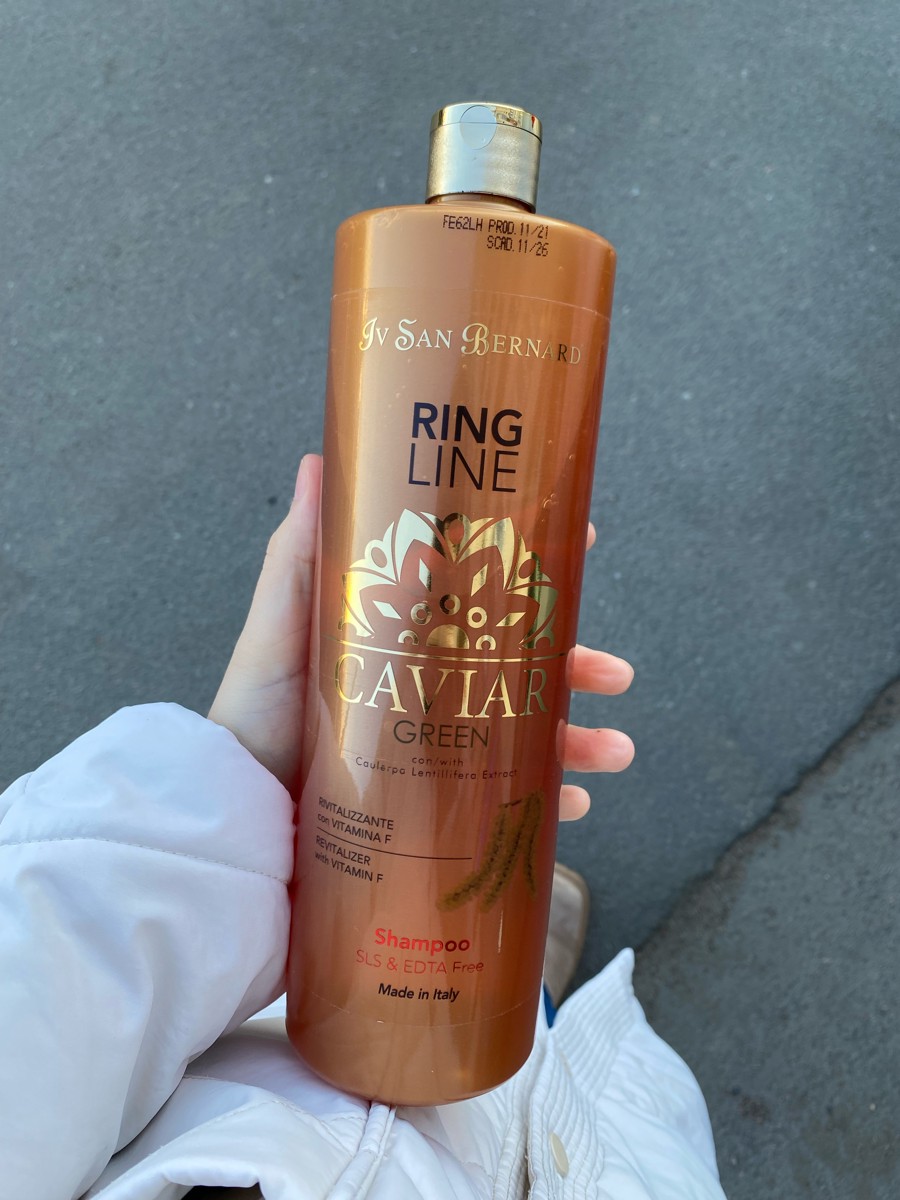 FE62LH PROD.11/21
SCAD.11/26
Iv San Bernard
RING
LINE
CAVIAR
GREEN
con/with
Caulerpa Lentillifera Extract
RIVITALIZZANTE
con VITAMINA F
REVITALIZER
with VITAMIN F
Shampoo
SLS & EDTA Free
Made in Italy